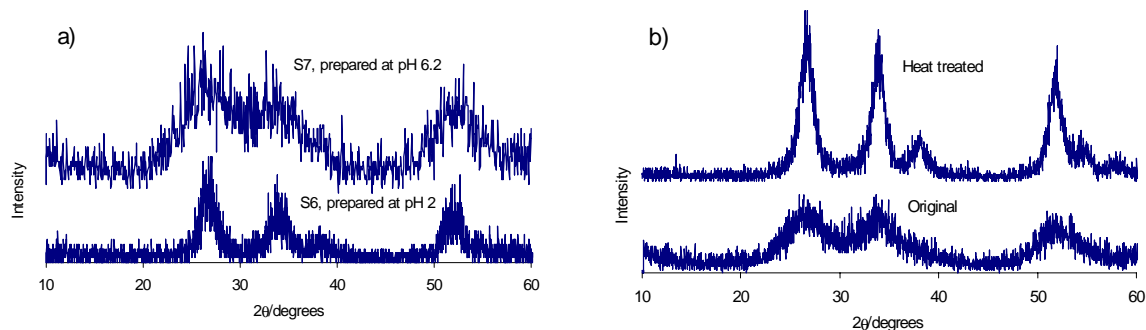 a)
S7, prepared at pH 6.2
S6, prepared at pH 2
Intensity
10 20 30 40 50 60
2θ/degrees
b)
Heat treated
Original
Intensity
10 20 30 40 50 60
2θ/degrees